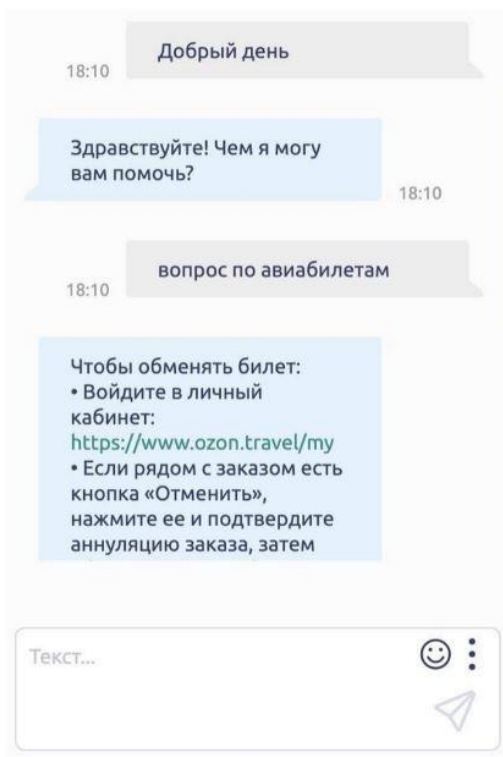 Добрый день
18:10
Здравствуйте! Чем я могу
вам помочь?
18:10
вопрос по авиабилетам
18:10
Чтобы обменять билет:
• Войдите в личный
кабинет:
https://www.ozon.travel/my
• Если рядом с заказом есть
кнопка «Отменить»,
нажмите ее и подтвердите
аннуляцию заказа, затем
Текст...